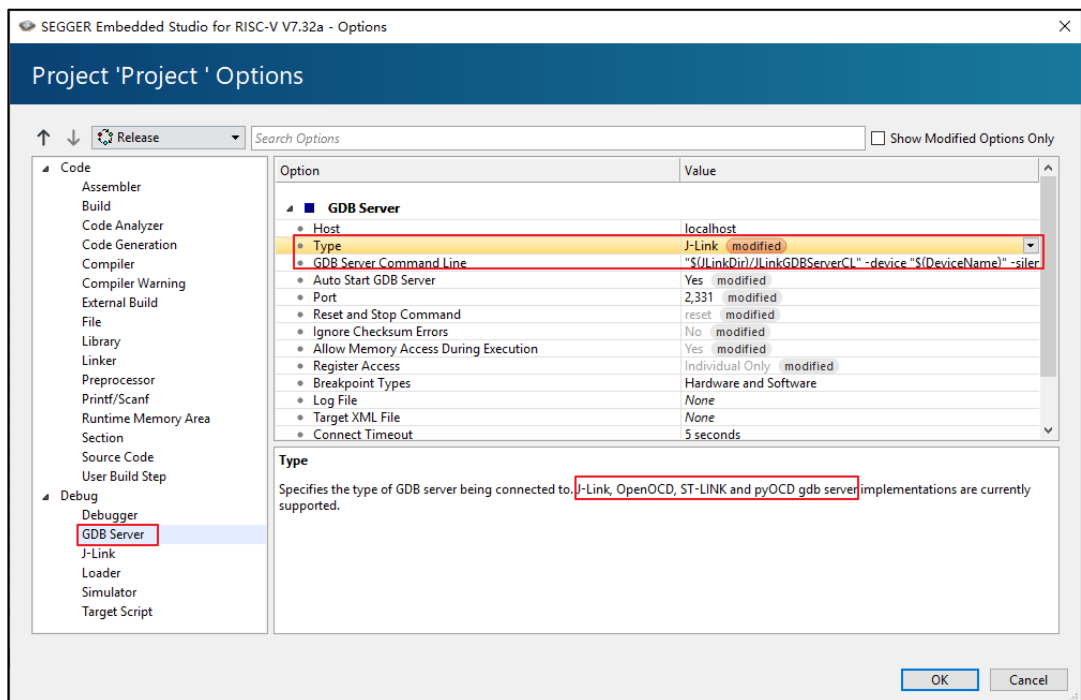 SEGGER Embedded Studio for RISC-V V7.32a - Options
Project 'Project ' Options
Release
Search Options
Show Modified Options Only
Code
Assembler
Build
Code Analyzer
Code Generation
Compiler
Compiler Warning
External Build
File
Library
Linker
Preprocessor
Printf/Scanf
Runtime Memory Area
Section
Source Code
User Build Step
Debug
Debugger
GDB Server
J-Link
Loader
Simulator
Target Script
Option Value
GDB Server
Host localhost
Type J-Link modified
GDB Server Command Line "$(JLinkDir)/JLinkGDBServerCL" -device "$(DeviceName)" -siler
Auto Start GDB Server Yes modified
Port 2,331 modified
Reset and Stop Command reset modified
Ignore Checksum Errors No modified
Allow Memory Access During Execution Yes modified
Register Access Individual Only modified
Breakpoint Types Hardware and Software
Log File None
Target XML File None
Connect Timeout 5 seconds
Type
Specifies the type of GDB server being connected to. J-Link, OpenOCD, ST-LINK and pyOCD gdb server implementations are currently
supported.
OK Cancel